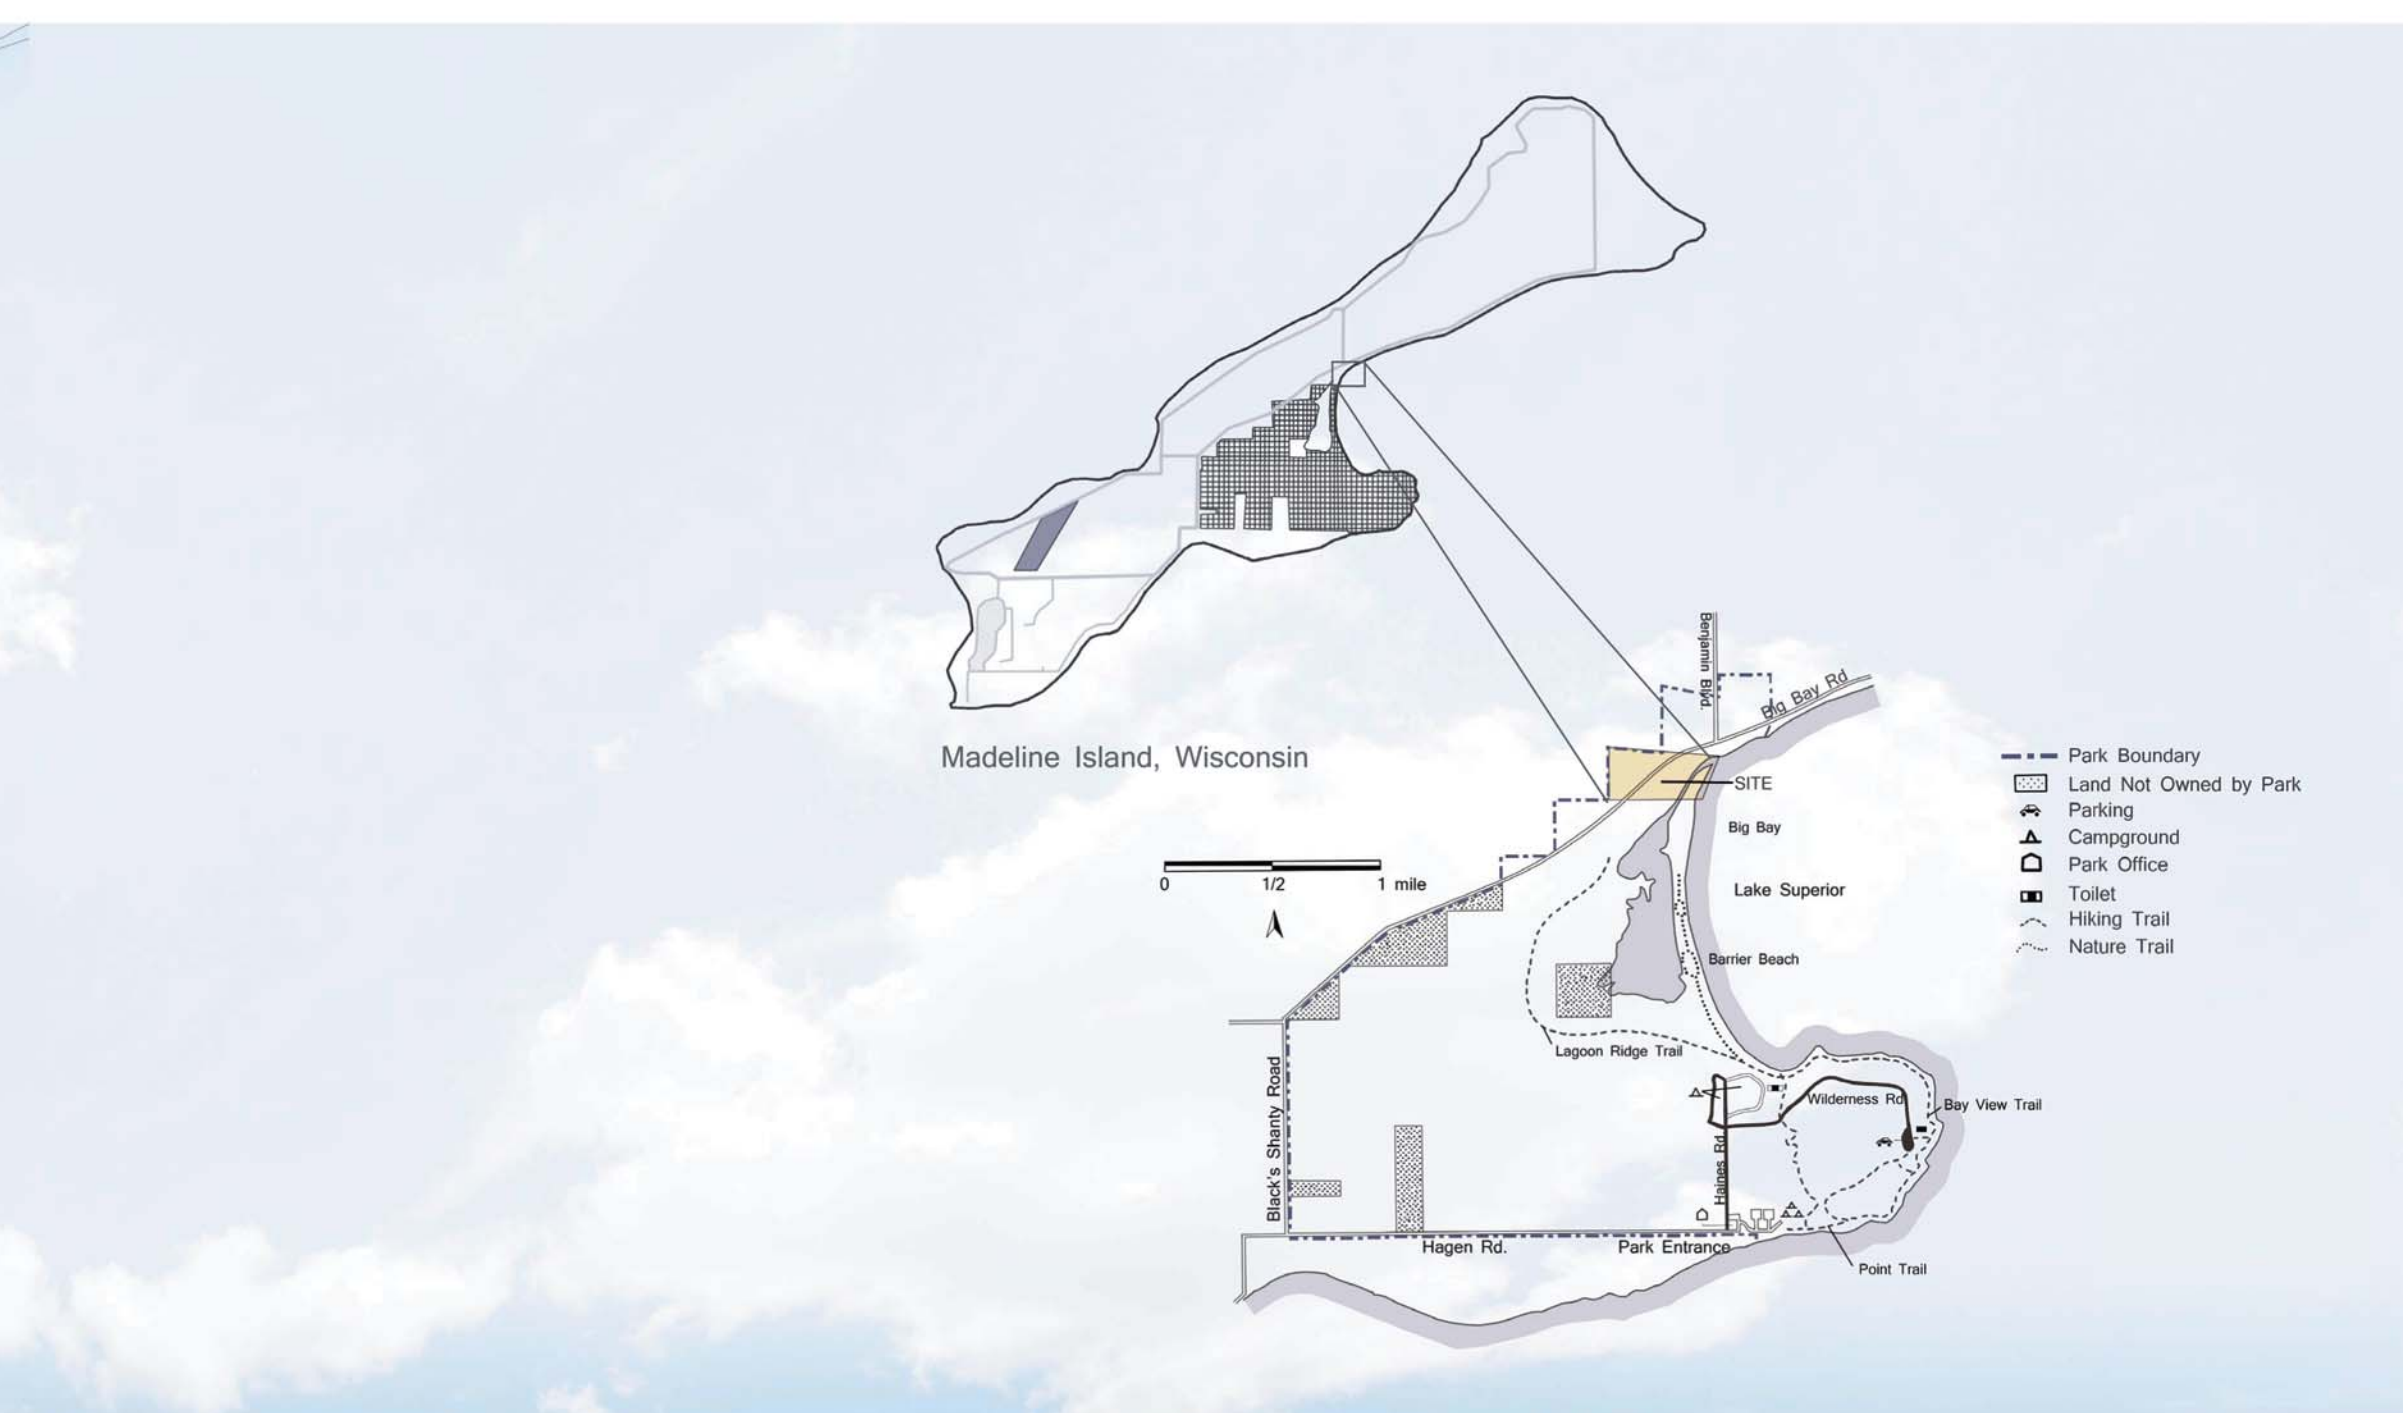 Benjamin Blvd.
Big Bay Rd
Madeline Island, Wisconsin
SITE
Big Bay
0 1/2 1 mile
Lake Superior
Barrier Beach
Lagoon Ridge Trail
Black's Shanty Road
Wilderness Rd
Bay View Trail
Haines Rd
Hagen Rd.
Park Entrance
Point Trail
Park Boundary
Land Not Owned by Park
Parking
Campground
Park Office
Toilet
Hiking Trail
Nature Trail